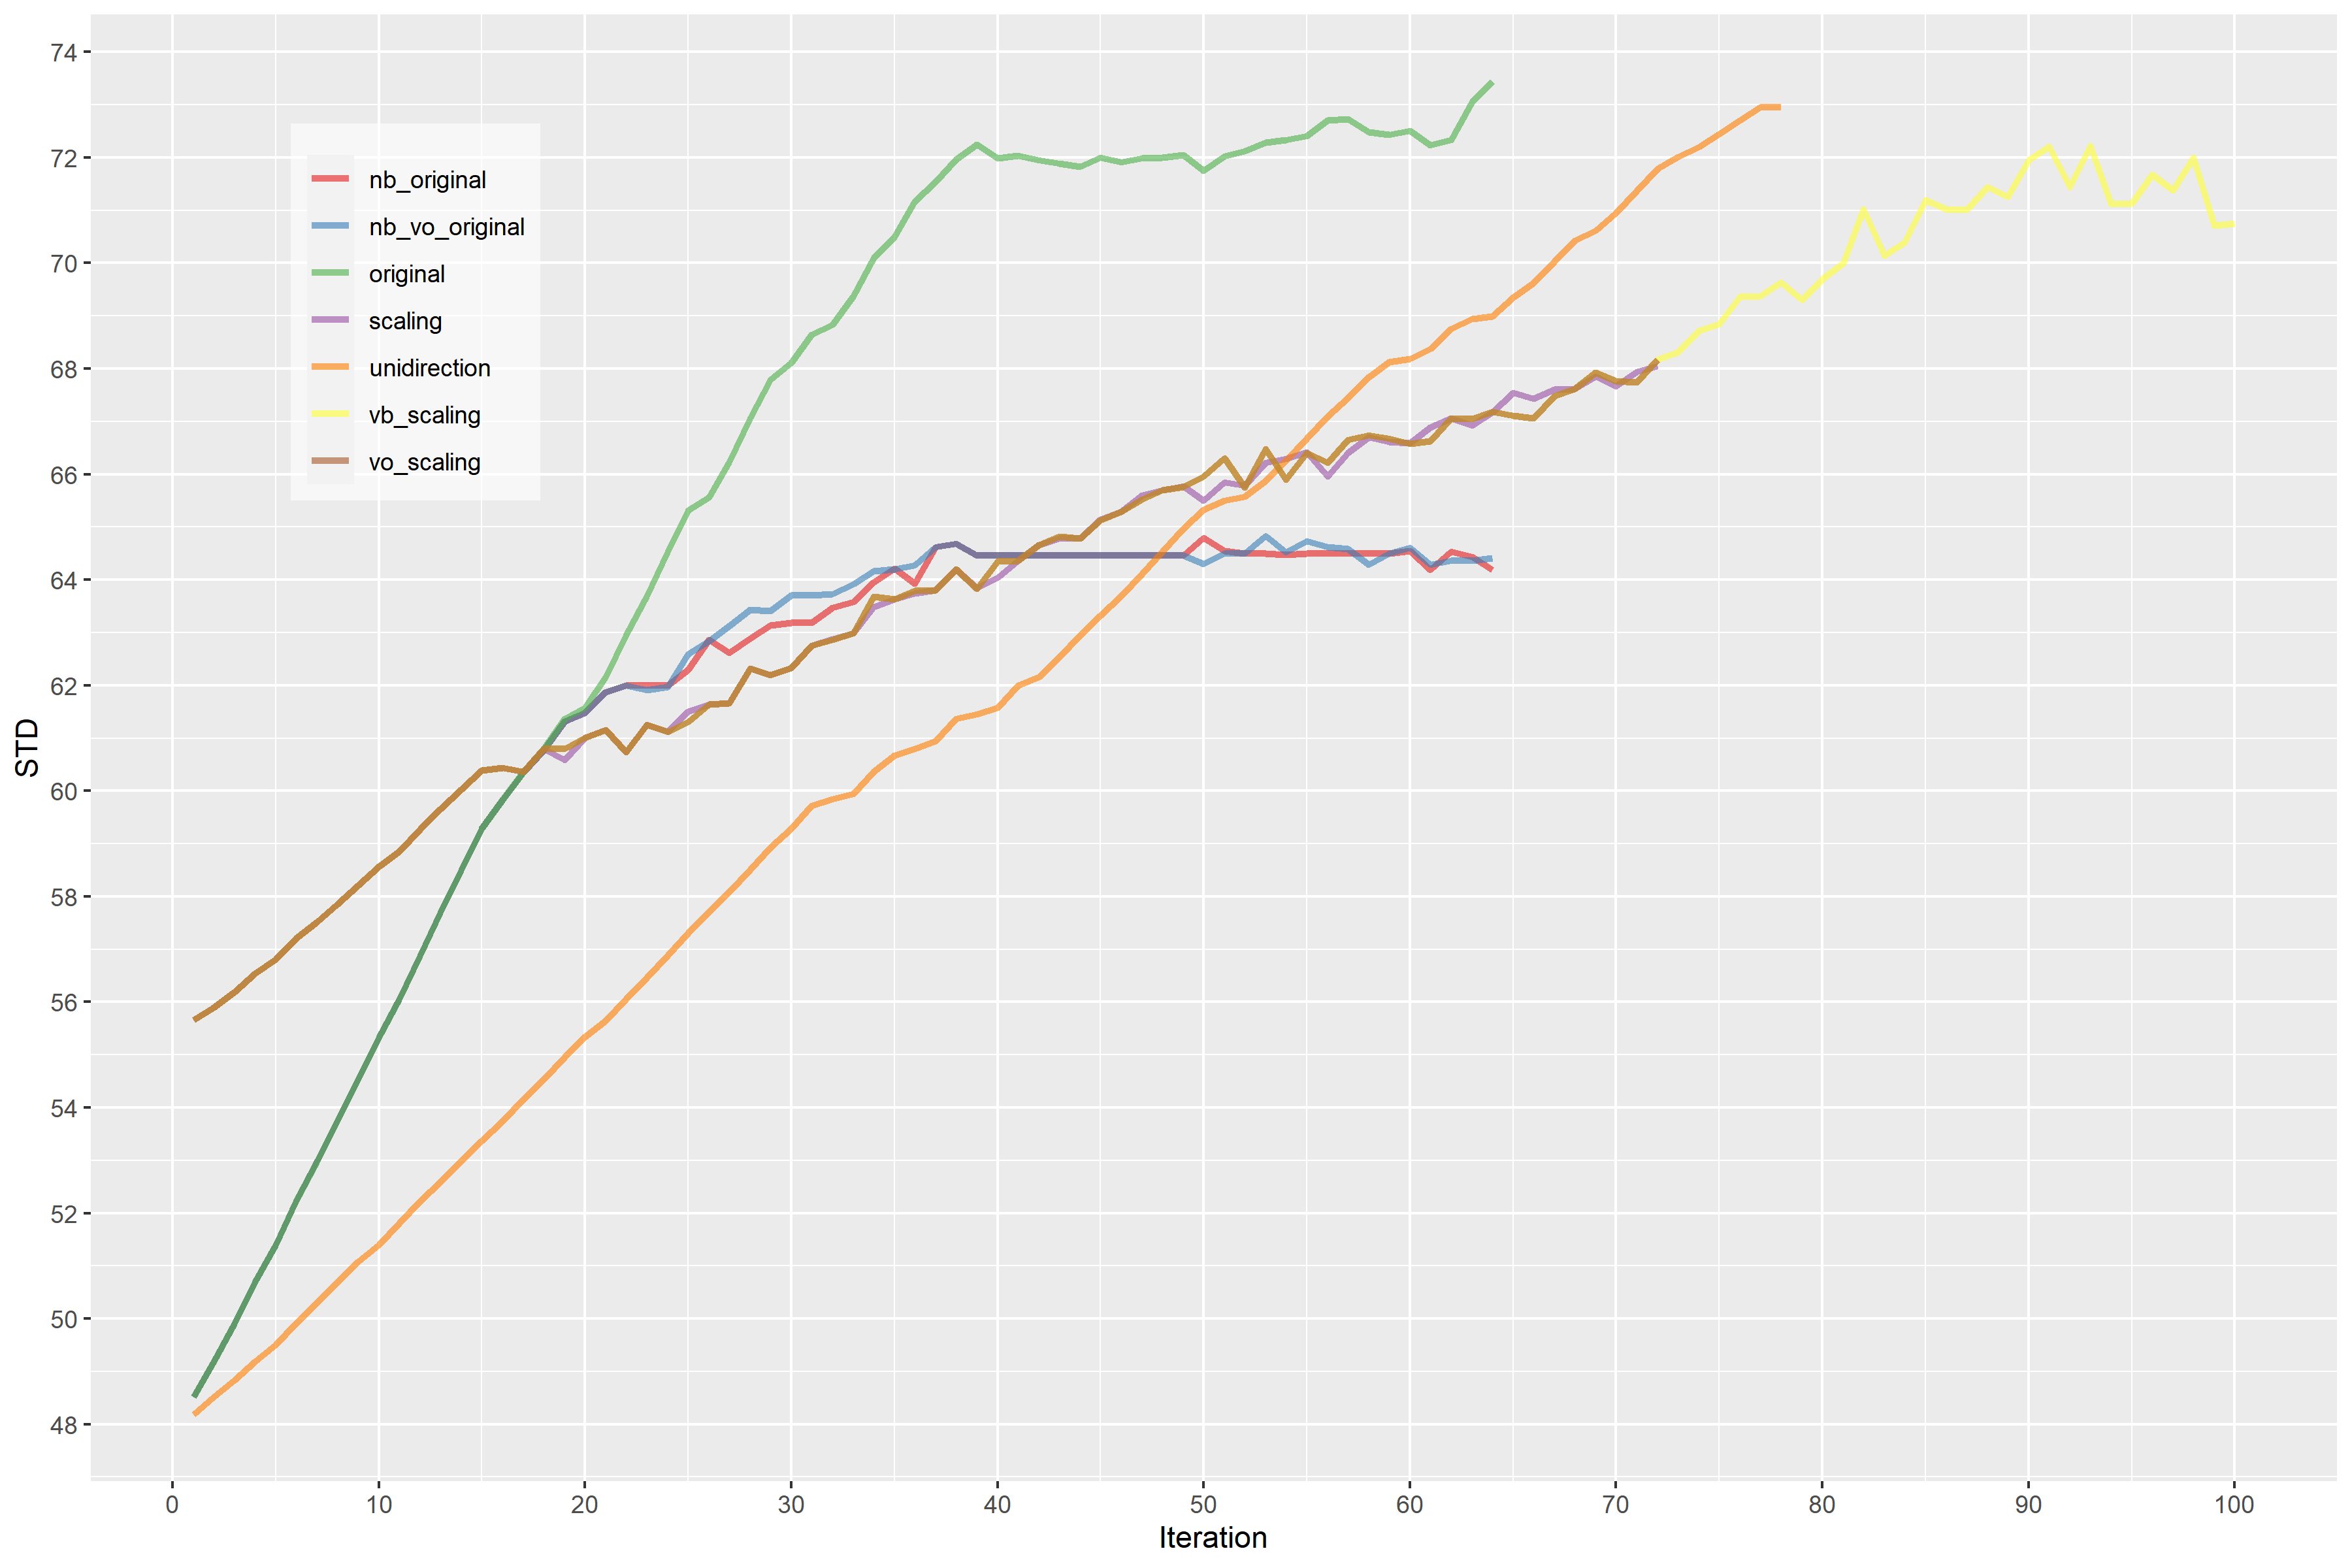 74
72
70
68
66
64
62
60
58
56
54
52
50
48
STD
nb_original
nb_vo_original
original
scaling
unidirection
vb_scaling
vo_scaling
0 10 20 30 40 50 60 70 80 90 100
Iteration